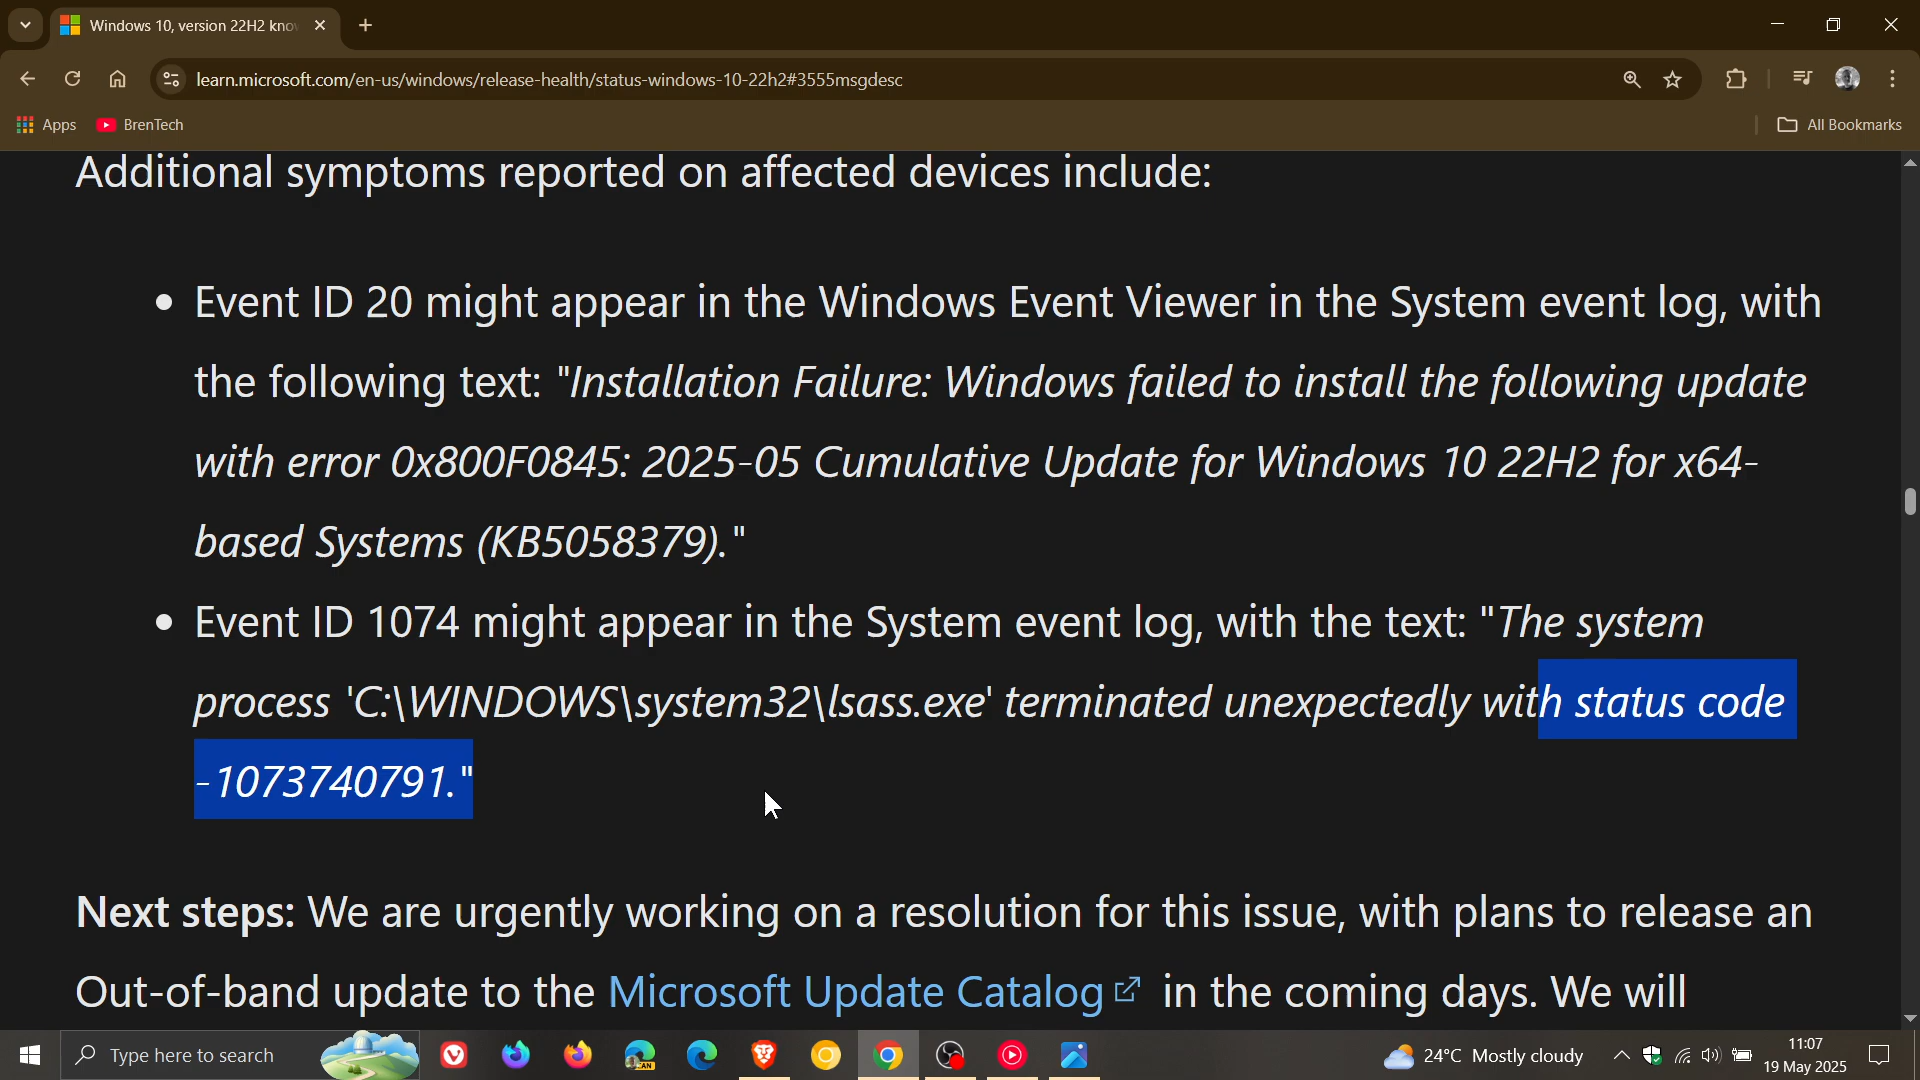 Windows 10, version 22H2 kno
learn.microsoft.com/en-us/windows/release-health/status-windows-10-22h2#3555msgdesc
Apps
BrenTech
All Bookmarks
Additional symptoms reported on affected devices include:
• Event ID 20 might appear in the Windows Event Viewer in the System event log, with
the following text: "Installation Failure: Windows failed to install the following update
with error 0x800F0845: 2025-05 Cumulative Update for Windows 10 22H2 for x64-
based Systems (KB5058379)."
• Event ID 1074 might appear in the System event log, with the text: "The system
process 'C:\WINDOWS\system32\lsass.exe' terminated unexpectedly with status code
-1073740791."
Next steps: We are urgently working on a resolution for this issue, with plans to release an
Out-of-band update to the Microsoft Update Catalog in the coming days. We will
Type here to search
CAN
24°C Mostly cloudy
11:07
19 May 2025